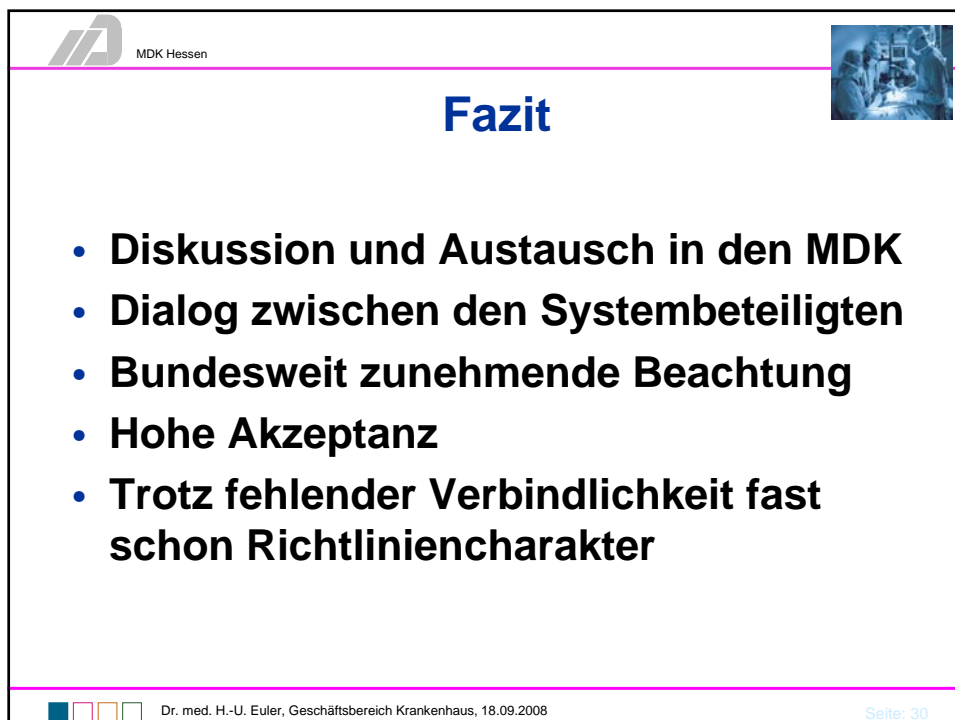 MDK Hessen
Fazit
• Diskussion und Austausch in den MDK
• Dialog zwischen den Systembeteiligten
• Bundesweit zunehmende Beachtung
• Hohe Akzeptanz
• Trotz fehlender Verbindlichkeit fast
schon Richtliniencharakter
Dr. med. H.-U. Euler, Geschäftsbereich Krankenhaus, 18.09.2008
Seite: 30